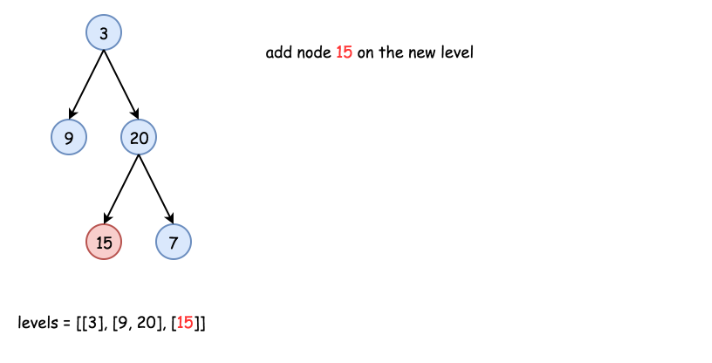 3
add node 15 on the new level
9
20
15
7
levels = [[3], [9, 20], [15]]